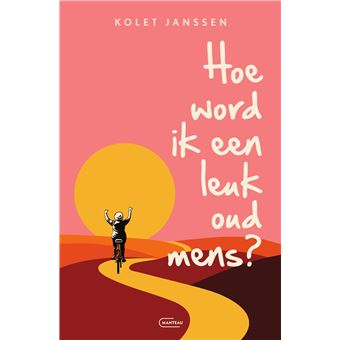 KOLET JANSSEN
Hoe
word
ik een
leuk
oud
mens?
MANTEAU